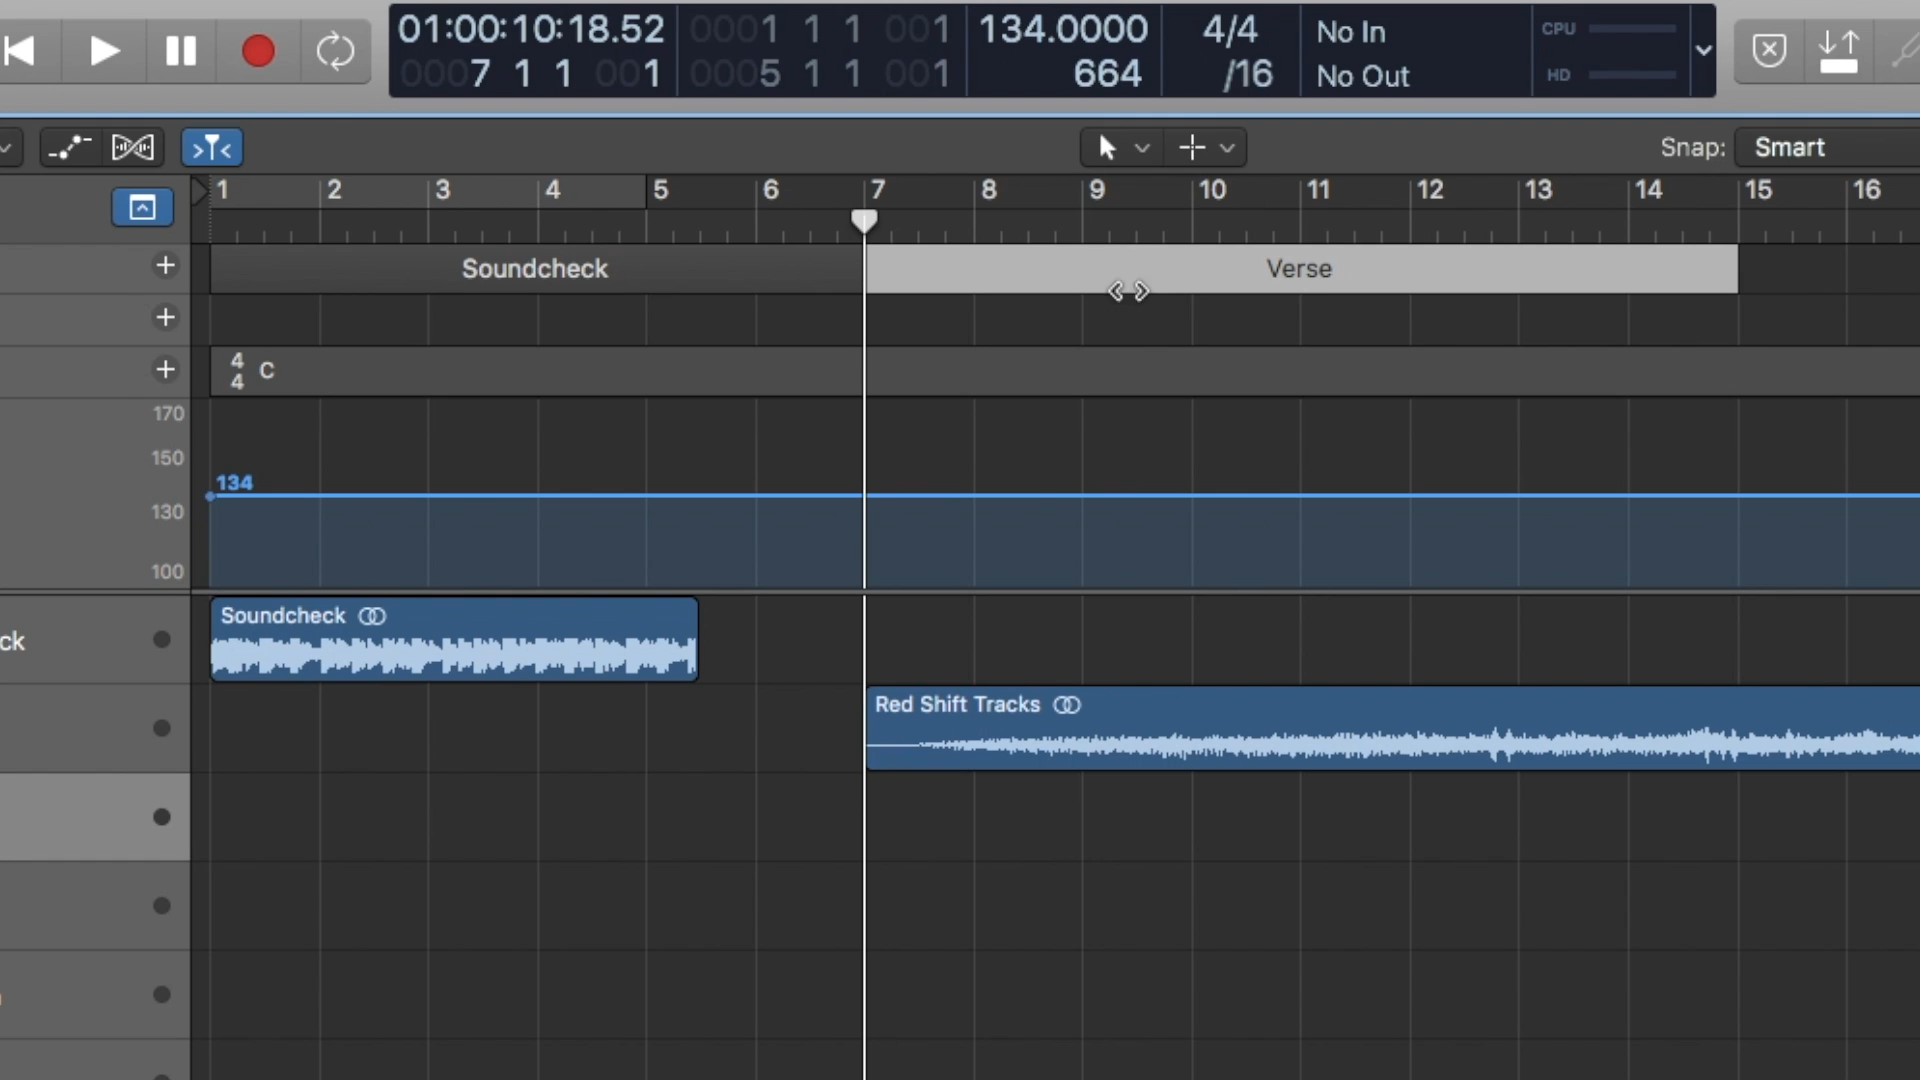 01:00:10:18.52 0001 1 1 001 134.0000 4/4 No In CPU
0007 1 1 001 0005 1 1 001 664 /16 No Out HD
Snap: Smart
1 2 3 4 5 6 7 8 9 10 11 12 13 14 15 16
Soundcheck Verse
4
4 C
170
150
134
130
100
Soundcheck
ck
Red Shift Tracks